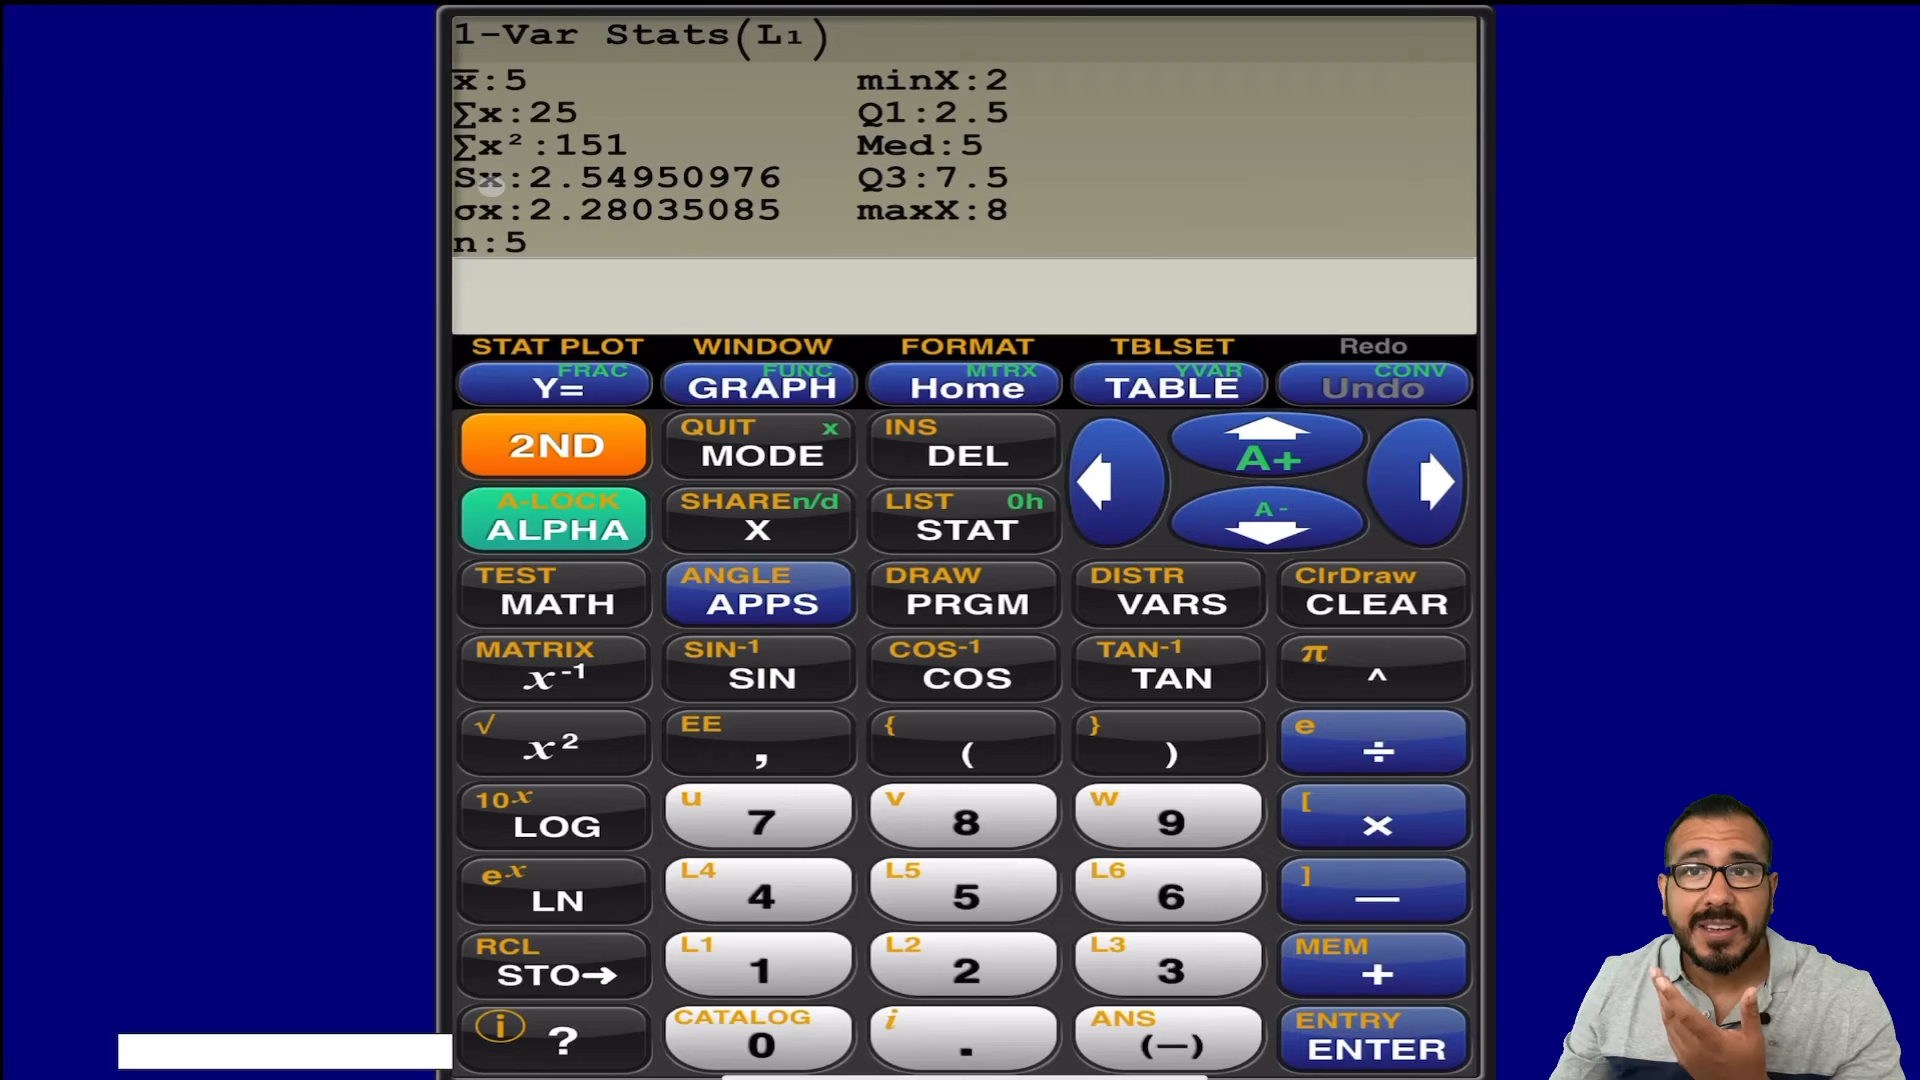 1-Var Stats(L₁)
x̅:5 minX:2
∑x:25 Q1:2.5
∑x²:151 Med:5
Sx:2.54950976 Q3:7.5
σx:2.28035085 maxX:8
n:5
STAT PLOT WINDOW FORMAT TBLSET Redo
FRAC FUNC MTRX YVAR CONV
Y= GRAPH Home TABLE Undo
QUIT x INS
2ND MODE DEL A+
A-LOCK SHARE n/d LIST 0h A-
ALPHA X STAT
TEST ANGLE DRAW DISTR ClrDraw
MATH APPS PRGM VARS CLEAR
MATRIX SIN⁻¹ COS⁻¹ TAN⁻¹ π
x⁻¹ SIN COS TAN ^
√ EE { } e
x² , ( ) ÷
10ˣ u v w [
LOG 7 8 9 ×
eˣ L4 L5 L6 ]
LN 4 5 6 —
RCL L1 L2 L3 MEM
STO→ 1 2 3 +
i CATALOG i ANS ENTRY
? 0 . (—) ENTER